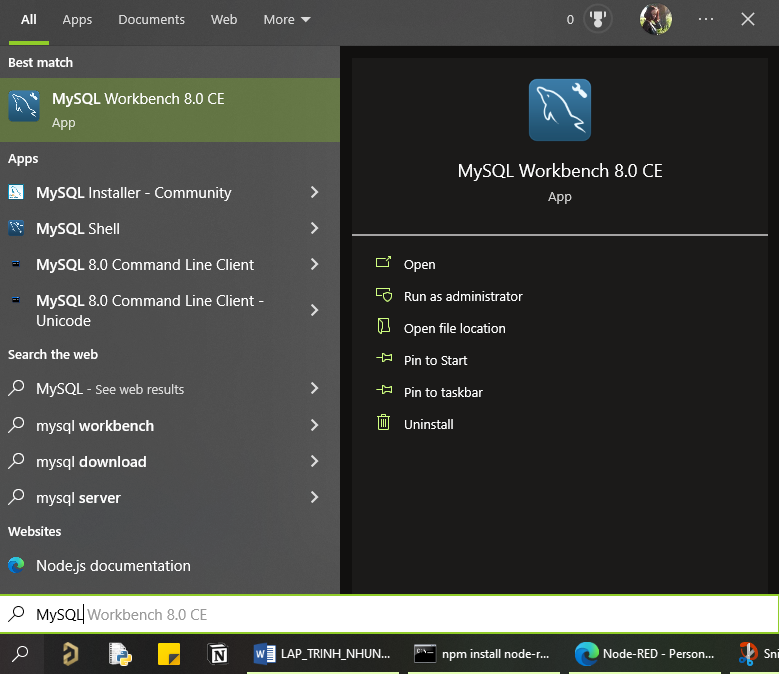 All Apps Documents Web More 0 ...
Best match
MySQL Workbench 8.0 CE
App
Apps
MySQL Installer - Community
MySQL Shell
MySQL 8.0 Command Line Client
MySQL 8.0 Command Line Client -
Unicode
Search the web
MySQL - See web results
mysql workbench
mysql download
mysql server
Websites
Node.js documentation
MySQL Workbench 8.0 CE
App
Open
Run as administrator
Open file location
Pin to Start
Pin to taskbar
Uninstall
MySQL Workbench 8.0 CE
LAP_TRINH_NHUN... npm install node-r... Node-RED - Person... Sni